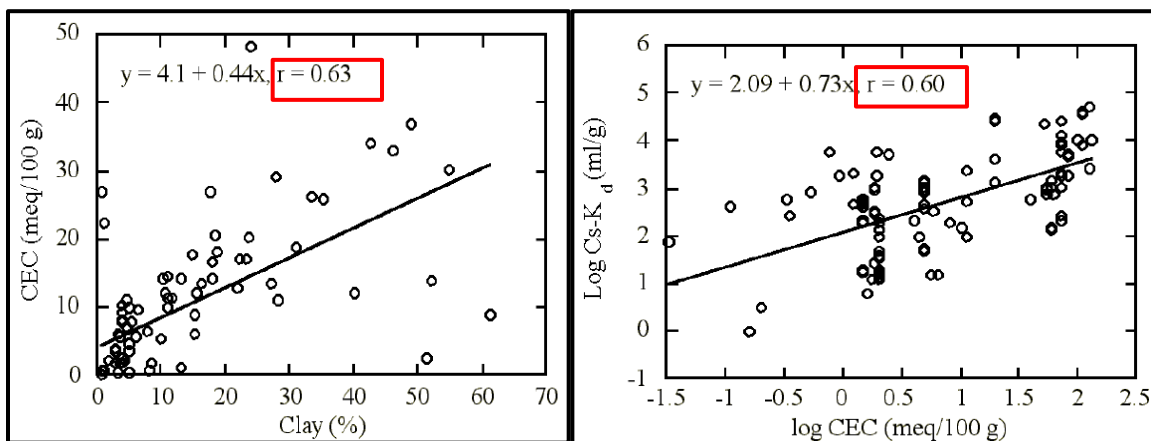 50
40
30
20
10
0
CEC (meq/100 g)
y = 4.1 + 0.44x, r = 0.63
0 10 20 30 40 50 60 70
Clay (%)
6
5
4
3
2
1
0
-1
Log Cs-K d (ml/g)
y = 2.09 + 0.73x, r = 0.60
-1.5 -1 -0.5 0 0.5 1 1.5 2 2.5
log CEC (meq/100 g)